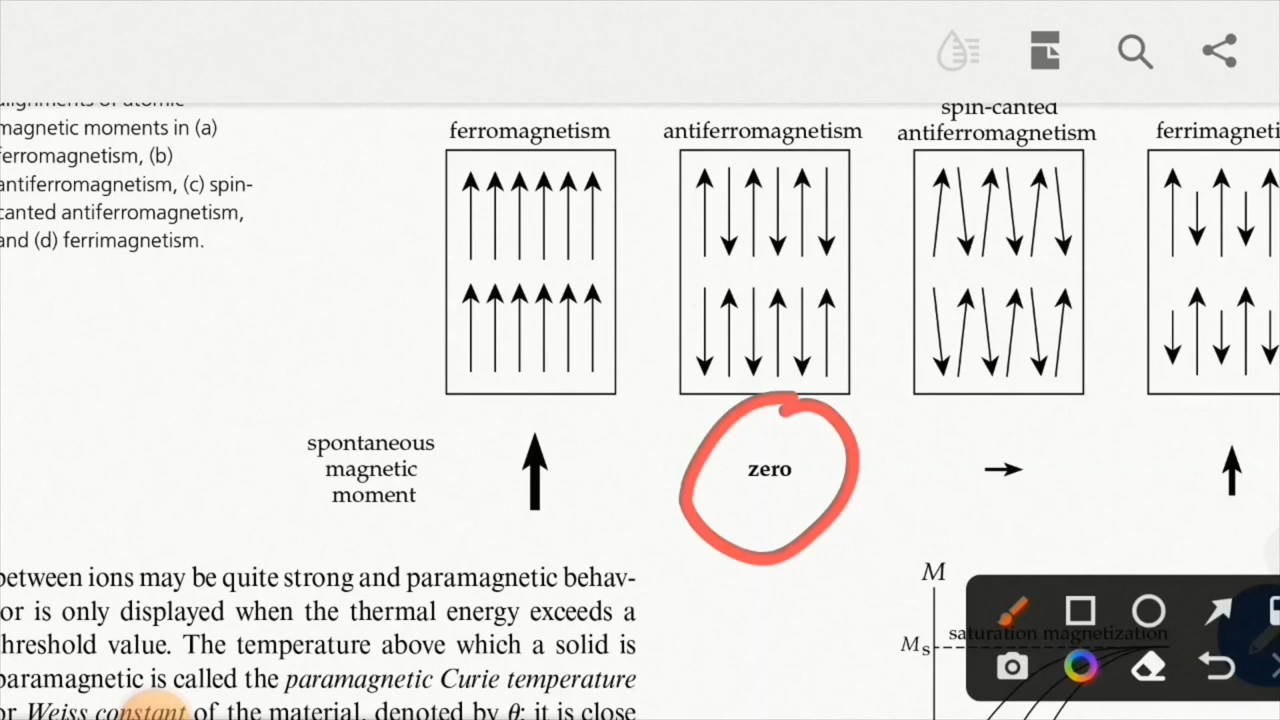 alignments of atomic
magnetic moments in (a)
ferromagnetism, (b)
antiferromagnetism, (c) spin-
canted antiferromagnetism,
and (d) ferrimagnetism.
ferromagnetism
antiferromagnetism
spin-canted
antiferromagnetism
ferrimagneti
spontaneous
magnetic
moment
zero
between ions may be quite strong and paramagnetic behav-
or is only displayed when the thermal energy exceeds a
hreshold value. The temperature above which a solid is
paramagnetic is called the paramagnetic Curie temperature
or Weiss constant of the material, denoted by θ; it is close
M
Ms
saturation magnetization